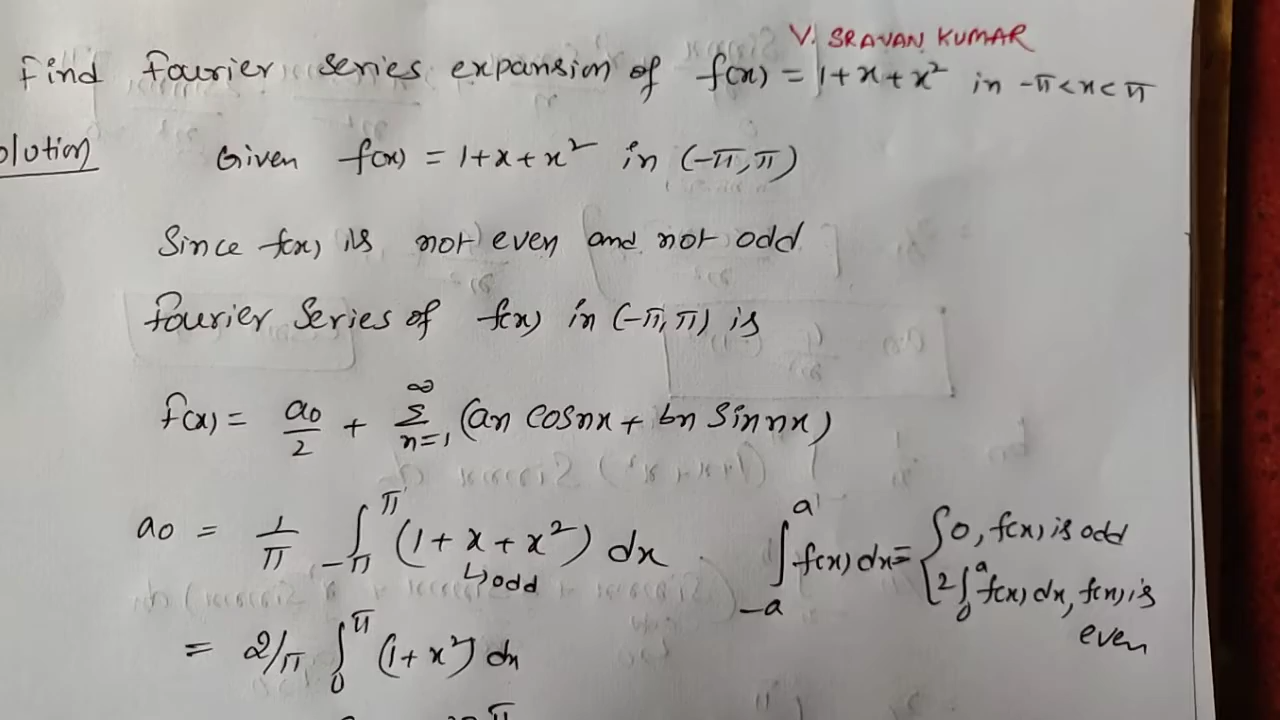 V. SRAVAN KUMAR
Find fourier series expansion of f(x) = 1+x+x² in -π<x<π
olution Given f(x) = 1+x+x² in (-π,π)
Since f(x) is not even and not odd
fourier Series of f(x) in (-π,π) is
f(x) = a0/2 + Σ_{n=1}^{∞} (an cosnx + bn sinnx)
a0 = 1/π ∫_{-π}^{π} (1+x+x²) dx
↳odd
∫_{-a}^{a} f(x) dx = { 0, f(x) is odd
{ 2∫_{0}^{a} f(x) dx, f(x) is even
= 2/π ∫_{0}^{π} (1+x²) dx